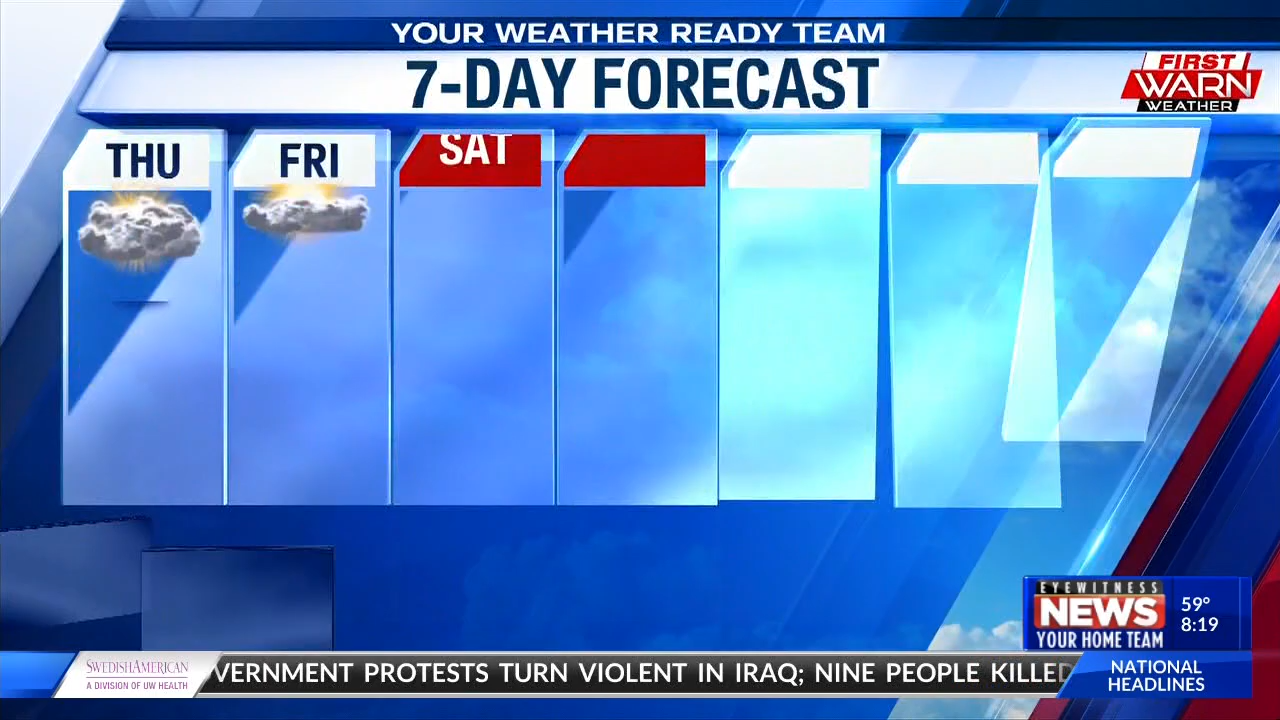 YOUR WEATHER READY TEAM
7-DAY FORECAST
FIRST
WARN
WEATHER
THU
FRI
SAT
EYEWITNESS
NEWS
YOUR HOME TEAM
59°
8:19
SWEDISHAMERICAN
A DIVISION OF UW HEALTH
VERNMENT PROTESTS TURN VIOLENT IN IRAQ; NINE PEOPLE KILLED
NATIONAL
HEADLINES